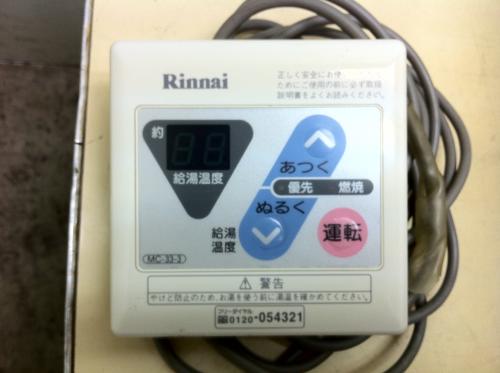 Rinnai
正しく安全にお使
ためにご使用の前に必ず取扱
説明書をよくお読みください。
約
88
給湯温度
あつく
優先 燃焼
ぬるく
給湯
温度
運転
MC-33-3
⚠ 警告
やけど防止のため、お湯を使う前に湯温を確かめてください。
フリーダイヤル
0120-054321